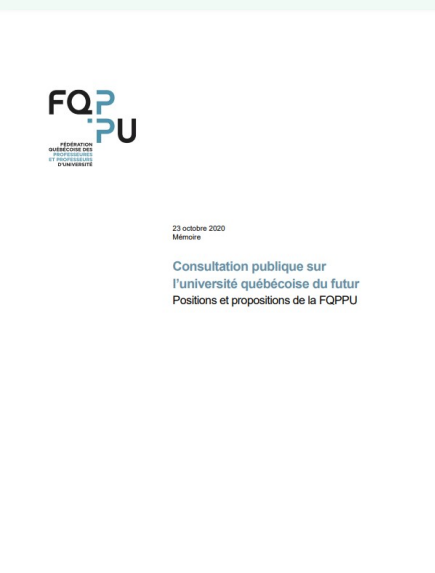 FQP
PU
FÉDÉRATION
QUÉBÉCOISE DES
PROFESSEURES
ET PROFESSEURS
D'UNIVERSITÉ
23 octobre 2020
Mémoire
Consultation publique sur
l'université québécoise du futur
Positions et propositions de la FQPPU